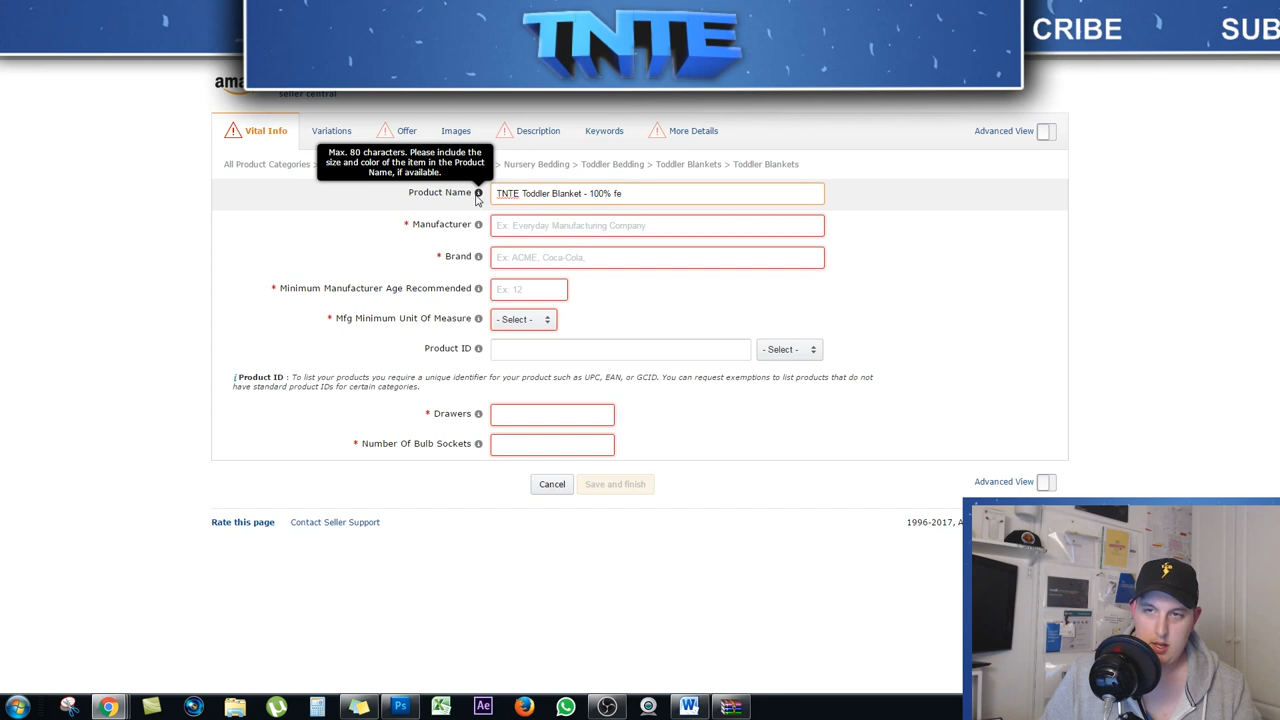 TNTE
CRIBE
SUB
ama
seller central
Vital Info
Variations
Offer
Images
Description
Keywords
More Details
Advanced View
Max. 80 characters. Please include the
size and color of the item in the Product
Name, if available.
All Product Categories
> Nursery Bedding > Toddler Bedding > Toddler Blankets > Toddler Blankets
Product Name
TNTE Toddler Blanket - 100% fe
* Manufacturer
Ex: Everyday Manufacturing Company
* Brand
Ex: ACME, Coca-Cola,
* Minimum Manufacturer Age Recommended
Ex: 12
* Mfg Minimum Unit Of Measure
- Select -
Product ID
- Select -
Product ID : To list your products you require a unique identifier for your product such as UPC, EAN, or GCID. You can request exemptions to list products that do not
have standard product IDs for certain categories.
* Drawers
* Number Of Bulb Sockets
Cancel
Save and finish
Advanced View
Rate this page
Contact Seller Support
1996-2017, A
Ae
W